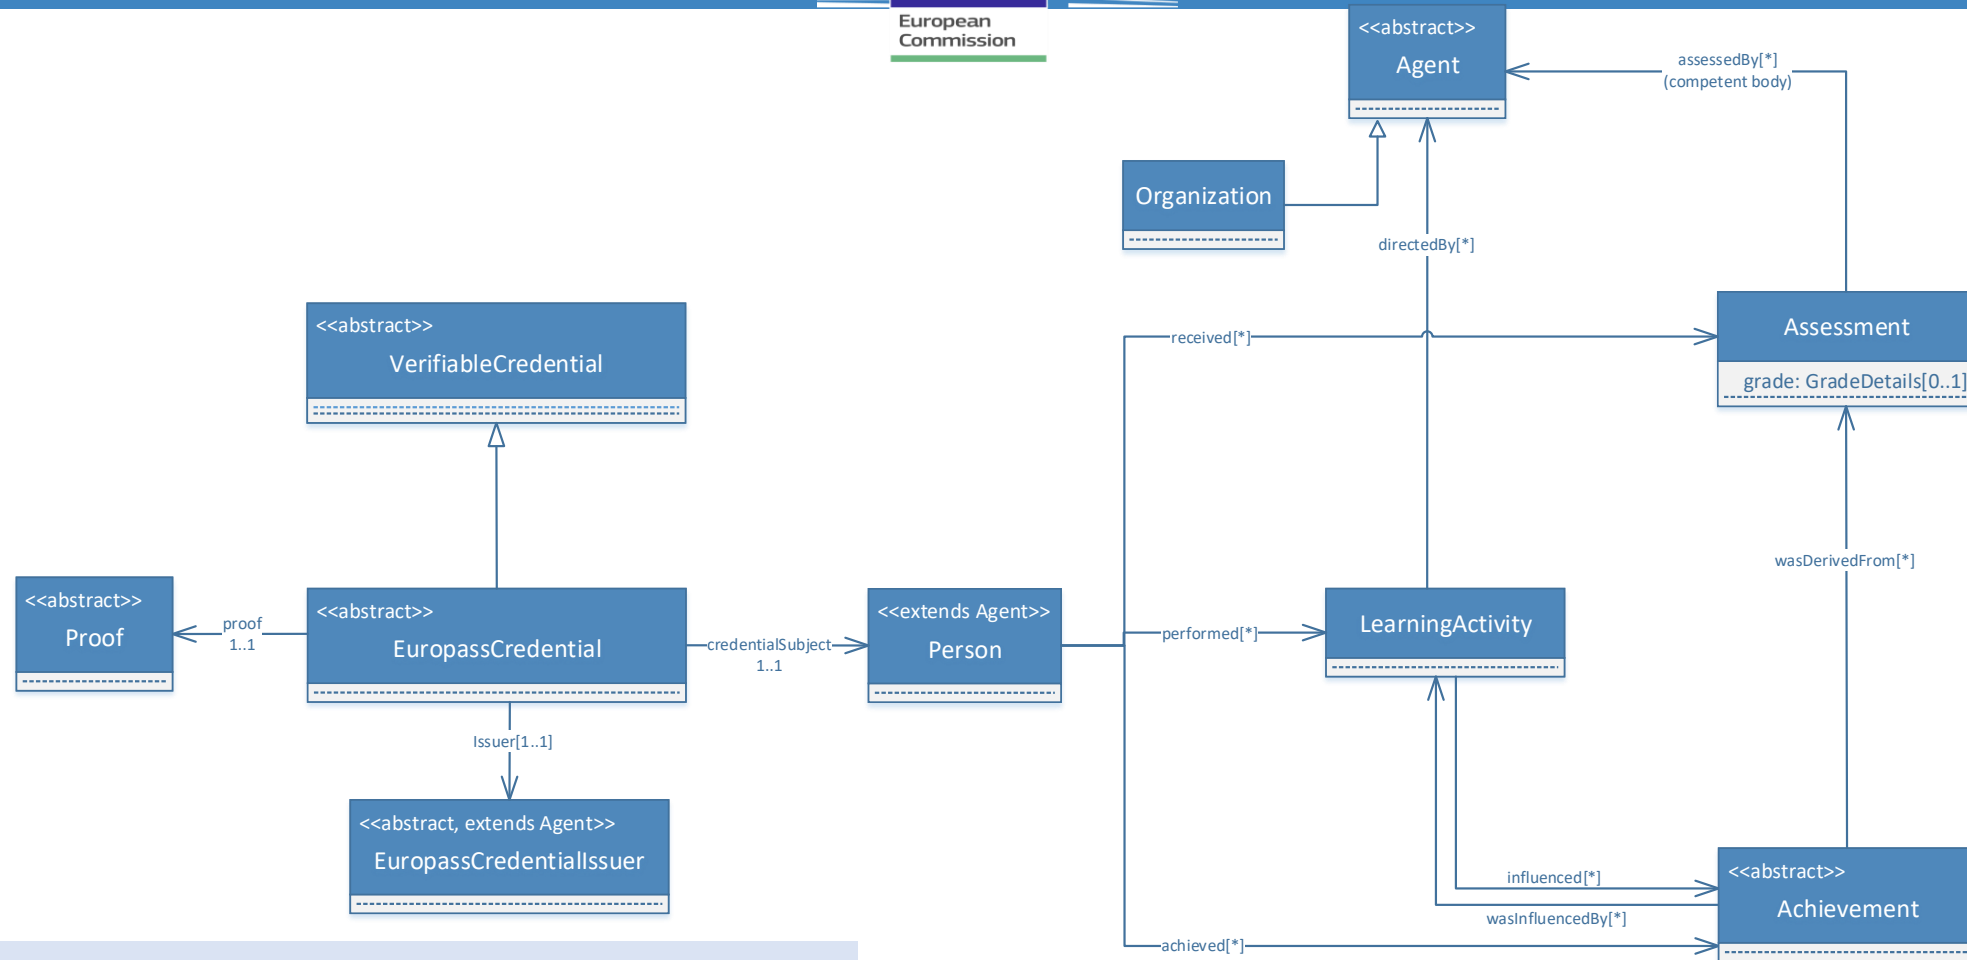 European
Commission
<<abstract>>
Agent
assessedBy[*]
(competent body)
Organization
directedBy[*]
<<abstract>>
VerifiableCredential
received[*]
Assessment
grade: GradeDetails[0..1]
wasDerivedFrom[*]
<<abstract>>
Proof
proof
1..1
<<abstract>>
EuropassCredential
credentialSubject
1..1
<<extends Agent>>
Person
performed[*]
LearningActivity
Issuer[1..1]
<<abstract, extends Agent>>
EuropassCredentialIssuer
influenced[*]
wasInfluencedBy[*]
<<abstract>>
Achievement
achieved[*]